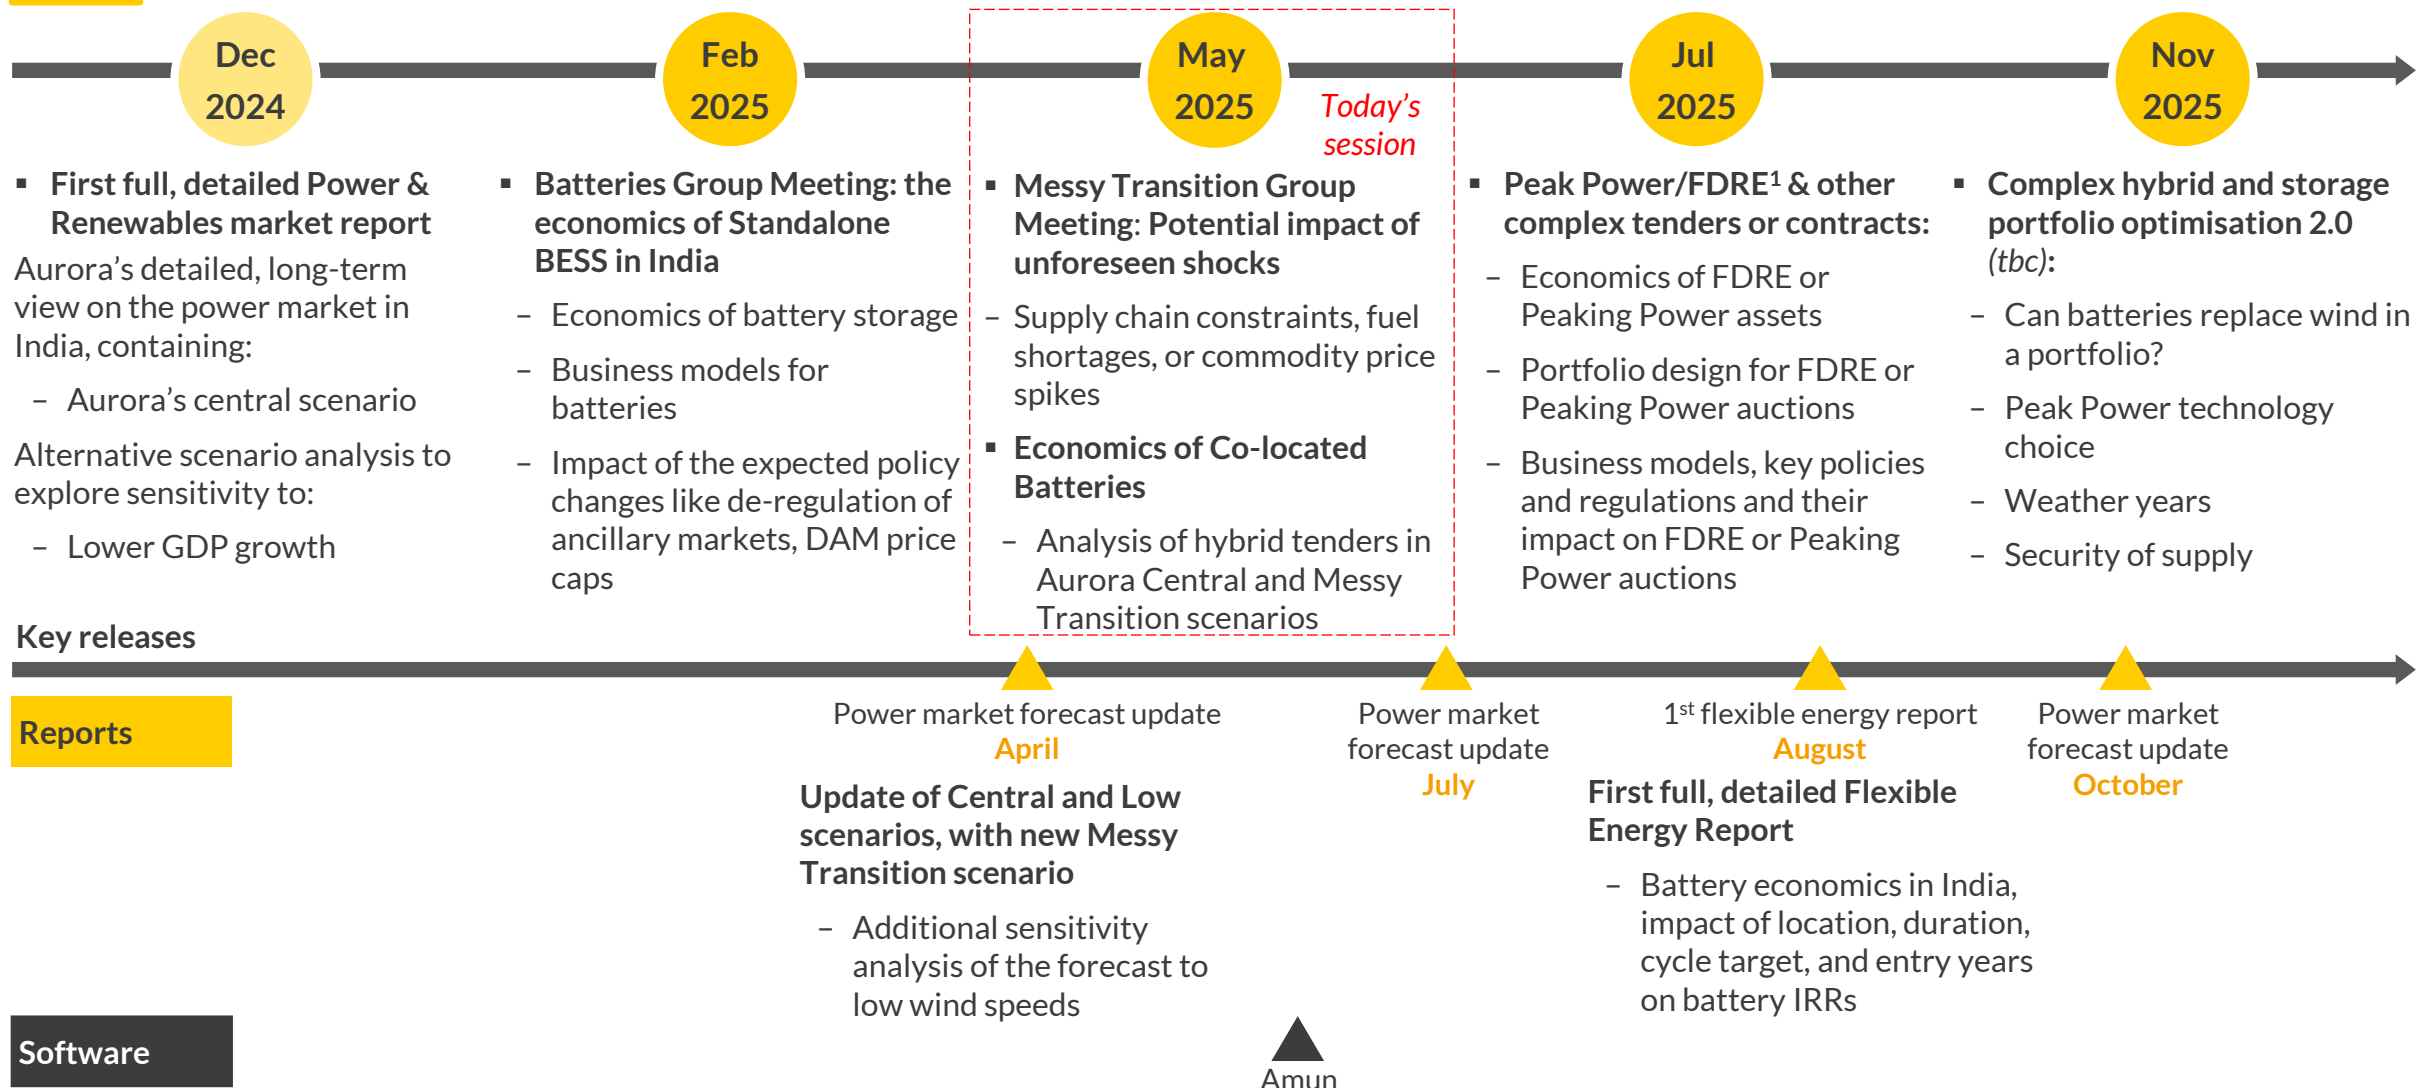 Dec
2024
▪ First full, detailed Power &
Renewables market report
Aurora’s detailed, long-term
view on the power market in
India, containing:
– Aurora’s central scenario
Alternative scenario analysis to
explore sensitivity to:
– Lower GDP growth
Feb
2025
▪ Batteries Group Meeting: the
economics of Standalone
BESS in India
– Economics of battery storage
– Business models for
batteries
– Impact of the expected policy
changes like de-regulation of
ancillary markets, DAM price
caps
May
2025
Today’s
session
▪ Messy Transition Group
Meeting: Potential impact of
unforeseen shocks
– Supply chain constraints, fuel
shortages, or commodity price
spikes
▪ Economics of Co-located
Batteries
– Analysis of hybrid tenders in
Aurora Central and Messy
Transition scenarios
Jul
2025
▪ Peak Power/FDRE¹ & other
complex tenders or contracts:
– Economics of FDRE or
Peaking Power assets
– Portfolio design for FDRE or
Peaking Power auctions
– Business models, key policies
and regulations and their
impact on FDRE or Peaking
Power auctions
Nov
2025
▪ Complex hybrid and storage
portfolio optimisation 2.0
(tbc):
– Can batteries replace wind in
a portfolio?
– Peak Power technology
choice
– Weather years
– Security of supply
Key releases
Reports
Power market forecast update
April
Update of Central and Low
scenarios, with new Messy
Transition scenario
– Additional sensitivity
analysis of the forecast to
low wind speeds
Power market
forecast update
July
1st flexible energy report
August
First full, detailed Flexible
Energy Report
– Battery economics in India,
impact of location, duration,
cycle target, and entry years
on battery IRRs
Power market
forecast update
October
Software
Amun